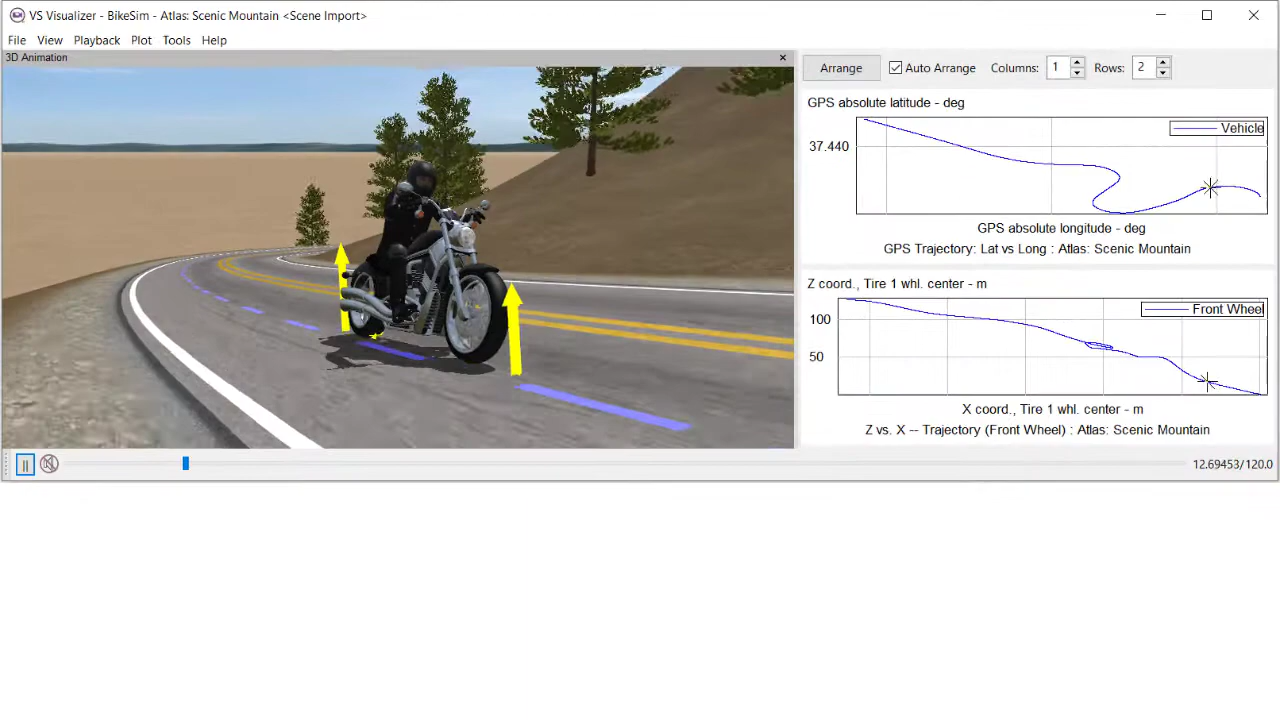 VS Visualizer - BikeSim - Atlas: Scenic Mountain <Scene Import>
File View Playback Plot Tools Help
3D Animation
Arrange Auto Arrange Columns: 1 Rows: 2
GPS absolute latitude - deg
Vehicle
37.440
GPS absolute longitude - deg
GPS Trajectory: Lat vs Long : Atlas: Scenic Mountain
Z coord., Tire 1 whl. center - m
Front Wheel
100
50
X coord., Tire 1 whl. center - m
Z vs. X -- Trajectory (Front Wheel) : Atlas: Scenic Mountain
12.69453/120.0